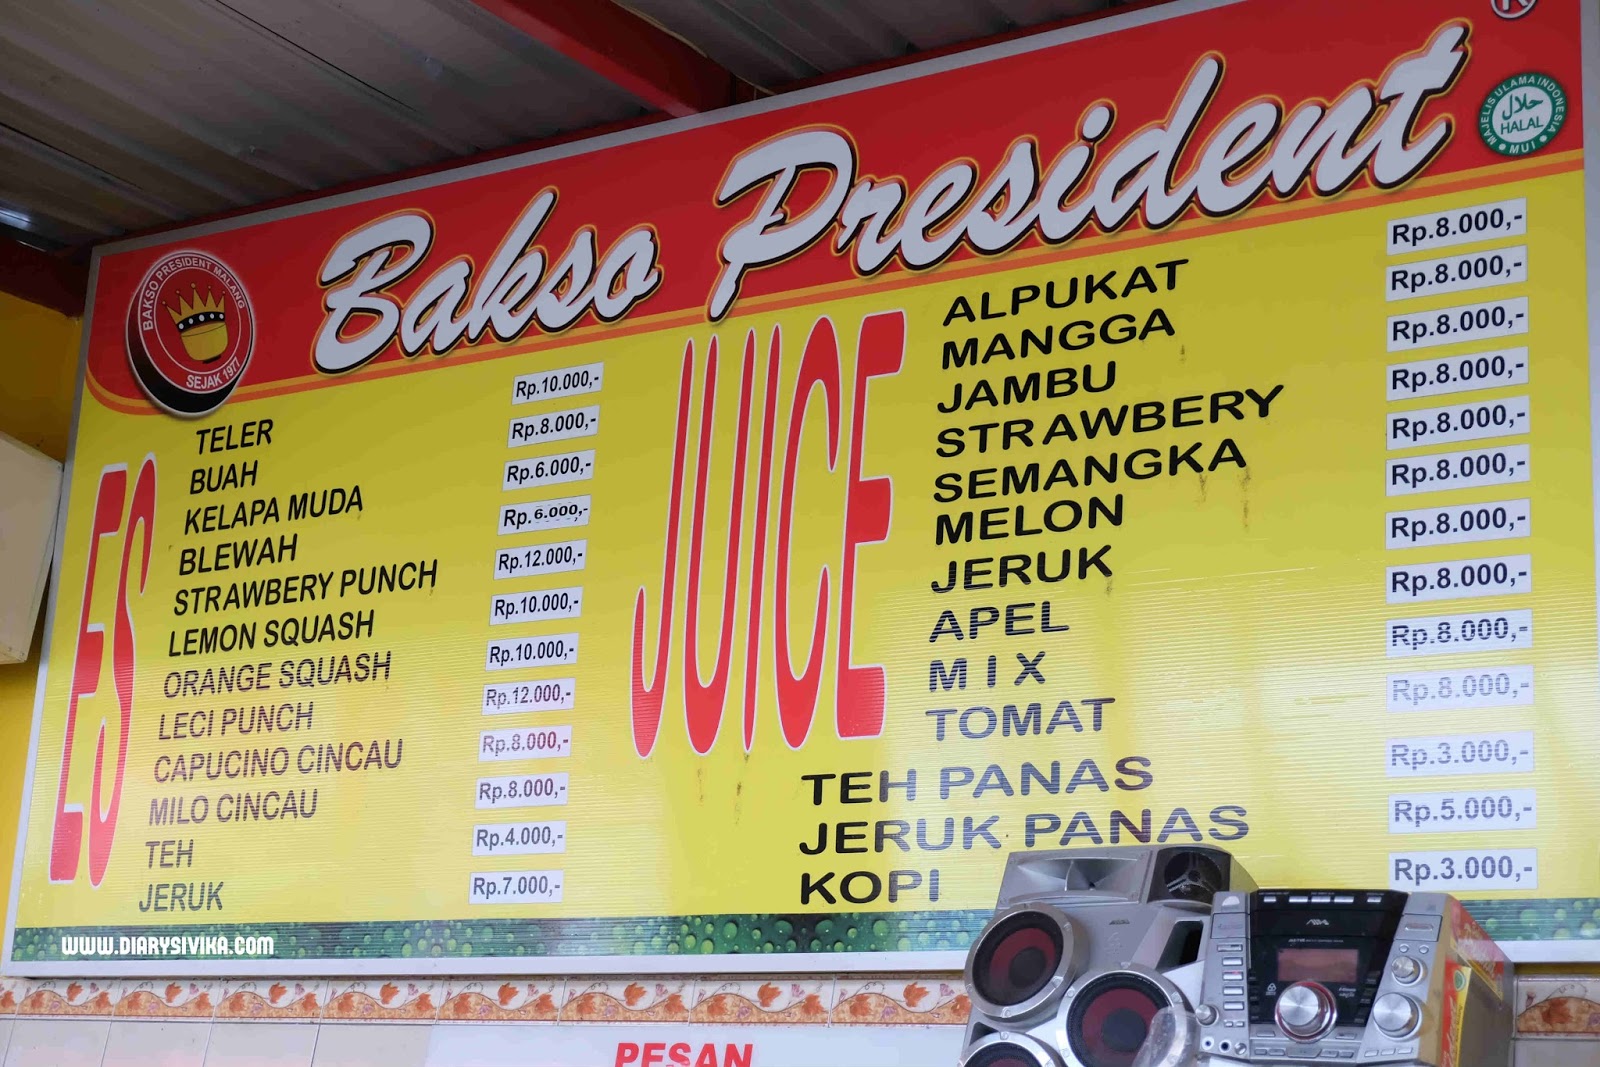 Bakso President
R
MAJELIS ULAMA INDONESIA
حلال
HALAL
MUI
BAKSO PRESIDENT MALANG
SEJAK 1977
ES
TELER Rp.10.000,-
BUAH Rp.8.000,-
KELAPA MUDA Rp.6.000,-
BLEWAH Rp.6.000,-
STRAWBERY PUNCH Rp.12.000,-
LEMON SQUASH Rp.10.000,-
ORANGE SQUASH Rp.10.000,-
LECI PUNCH Rp.12.000,-
CAPUCINO CINCAU Rp.8.000,-
MILO CINCAU Rp.8.000,-
TEH Rp.4.000,-
JERUK Rp.7.000,-
JUICE
ALPUKAT Rp.8.000,-
MANGGA Rp.8.000,-
JAMBU Rp.8.000,-
STRAWBERY Rp.8.000,-
SEMANGKA Rp.8.000,-
MELON Rp.8.000,-
JERUK Rp.8.000,-
APEL Rp.8.000,-
MIX Rp.8.000,-
TOMAT Rp.8.000,-
TEH PANAS Rp.3.000,-
JERUK PANAS Rp.5.000,-
KOPI Rp.3.000,-
WWW.DIARYSIVIKA.COM
PESAN